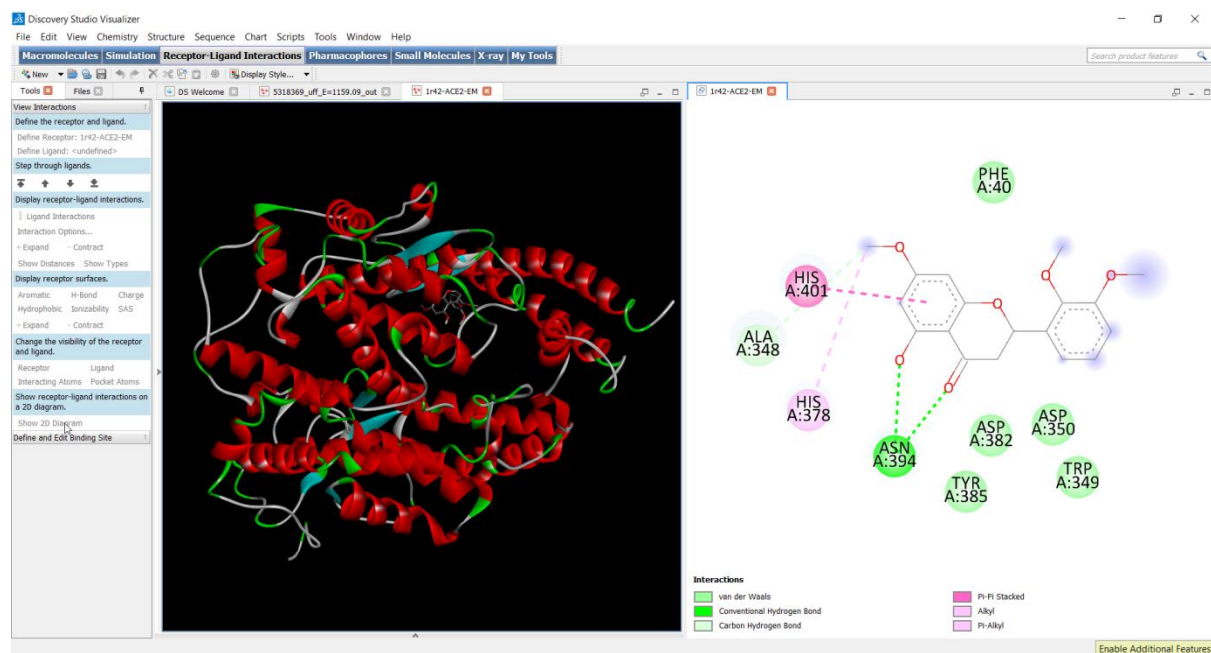 Discovery Studio Visualizer
File Edit View Chemistry Structure Sequence Chart Scripts Tools Window Help
Macromolecules Simulation Receptor-Ligand Interactions Pharmacophores Small Molecules X-ray My Tools
Search product features
New Display Style...
Tools Files
DS Welcome 5318369_uff_E=1159.09_out 1r42-ACE2-EM
1r42-ACE2-EM
View Interactions
Define the receptor and ligand.
Define Receptor: 1r42-ACE2-EM
Define Ligand: <undefined>
Step through ligands.
Display receptor-ligand interactions.
Ligand Interactions
Interaction Options...
+ Expand - Contract
Show Distances Show Types
Display receptor surfaces.
Aromatic H-Bond Charge
Hydrophobic Ionizability SAS
+ Expand - Contract
Change the visibility of the receptor
and ligand.
Receptor Ligand
Interacting Atoms Pocket Atoms
Show receptor-ligand interactions on
a 2D diagram.
Show 2D Diagram
Define and Edit Binding Site
PHE
A:40
O
O
O
HIS
A:401
O
ALA
A:348
O
O
HIS
A:378
ASN
A:394
ASP
A:382
ASP
A:350
TYR
A:385
TRP
A:349
Interactions
van der Waals
Conventional Hydrogen Bond
Carbon Hydrogen Bond
Pi-Pi Stacked
Alkyl
Pi-Alkyl
Enable Additional Features